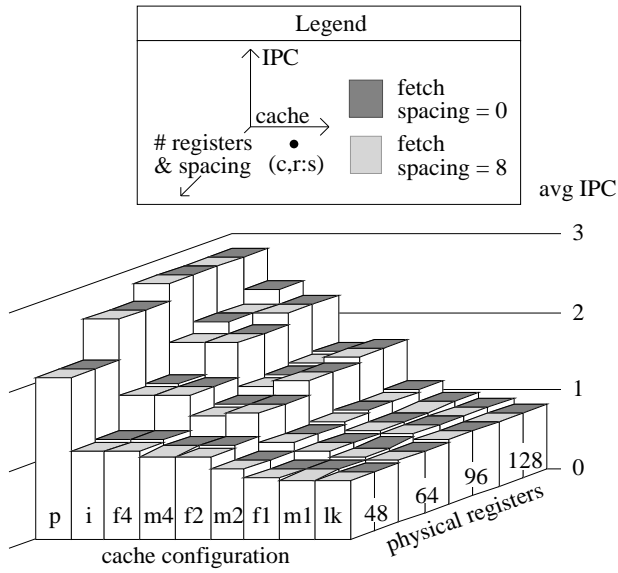 Legend
IPC
cache
# registers
& spacing
(c,r:s)
fetch
spacing = 0
fetch
spacing = 8
avg IPC
3
2
1
0
p i f4 m4 f2 m2 f1 m1 lk
48 64 96 128
cache configuration
physical registers